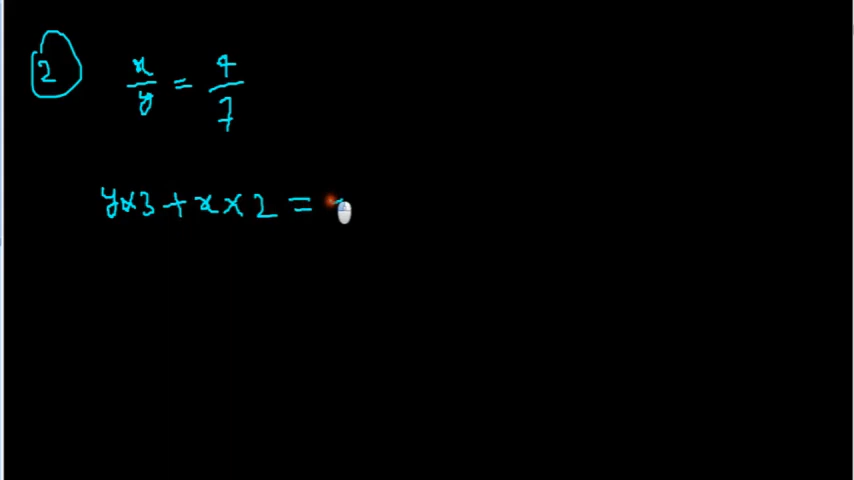 2 x/y = 4/7
y×3 + x × 2 =